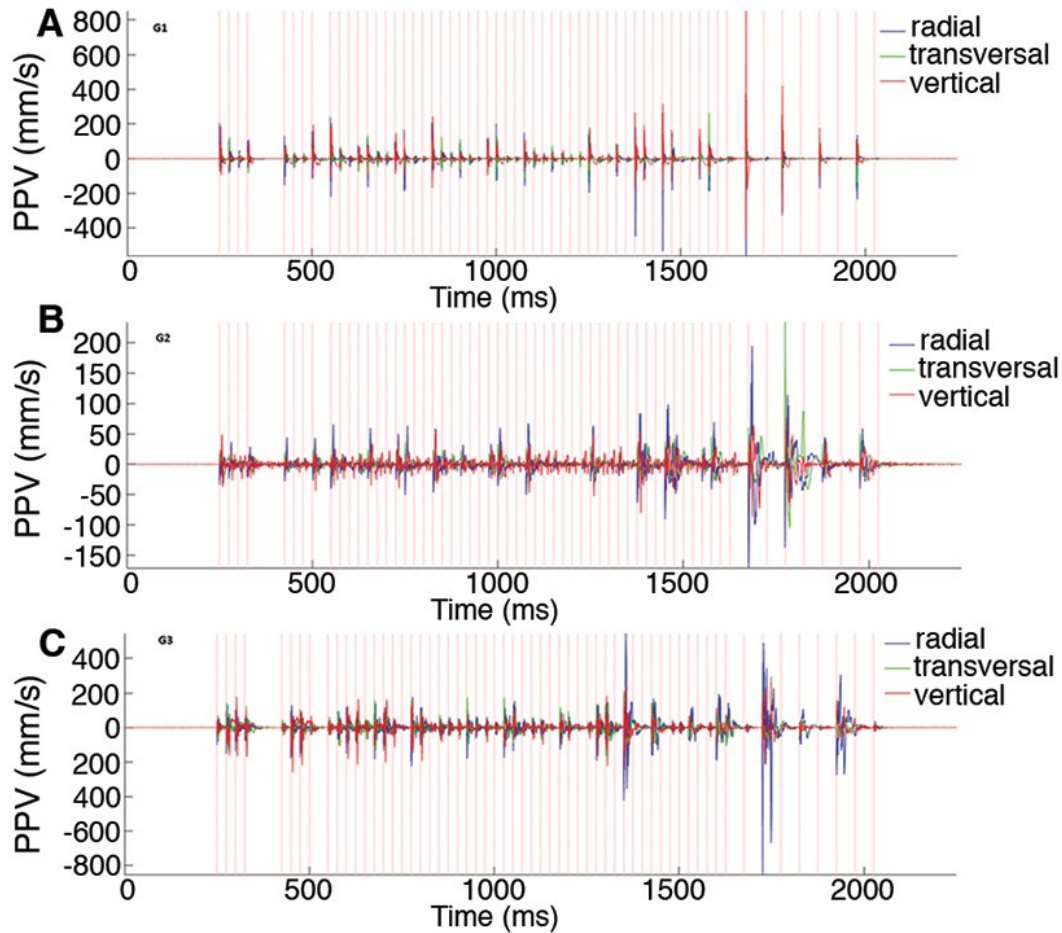 A
G1
800
600
400
200
0
-200
-400
PPV (mm/s)
radial
transversal
vertical
0 500 1000 1500 2000
Time (ms)
B
G2
200
150
100
50
0
-50
-100
-150
PPV (mm/s)
radial
transversal
vertical
0 500 1000 1500 2000
Time (ms)
C
G3
400
200
0
200
-400
-600
-800
PPV (mm/s)
radial
transversal
vertical
0 500 1000 1500 2000
Time (ms)